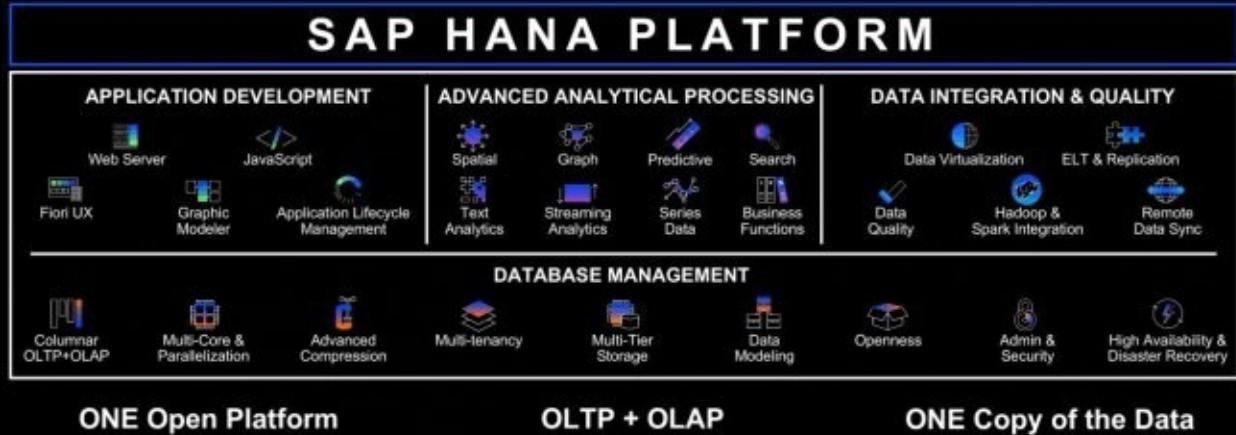 SAP HANA PLATFORM
APPLICATION DEVELOPMENT
Web Server
JavaScript
Fiori UX
Graphic
Modeler
Application Lifecycle
Management
ADVANCED ANALYTICAL PROCESSING
Spatial
Graph
Predictive
Search
Text
Analytics
Streaming
Analytics
Series
Data
Business
Functions
DATA INTEGRATION & QUALITY
Data Virtualization
ELT & Replication
Data
Quality
Hadoop &
Spark Integration
Remote
Data Sync
DATABASE MANAGEMENT
Columnar
OLTP+OLAP
Multi-Core &
Parallelization
Advanced
Compression
Multi-tenancy
Multi-Tier
Storage
Data
Modeling
Openness
Admin &
Security
High Availability &
Disaster Recovery
ONE Open Platform
OLTP + OLAP
ONE Copy of the Data